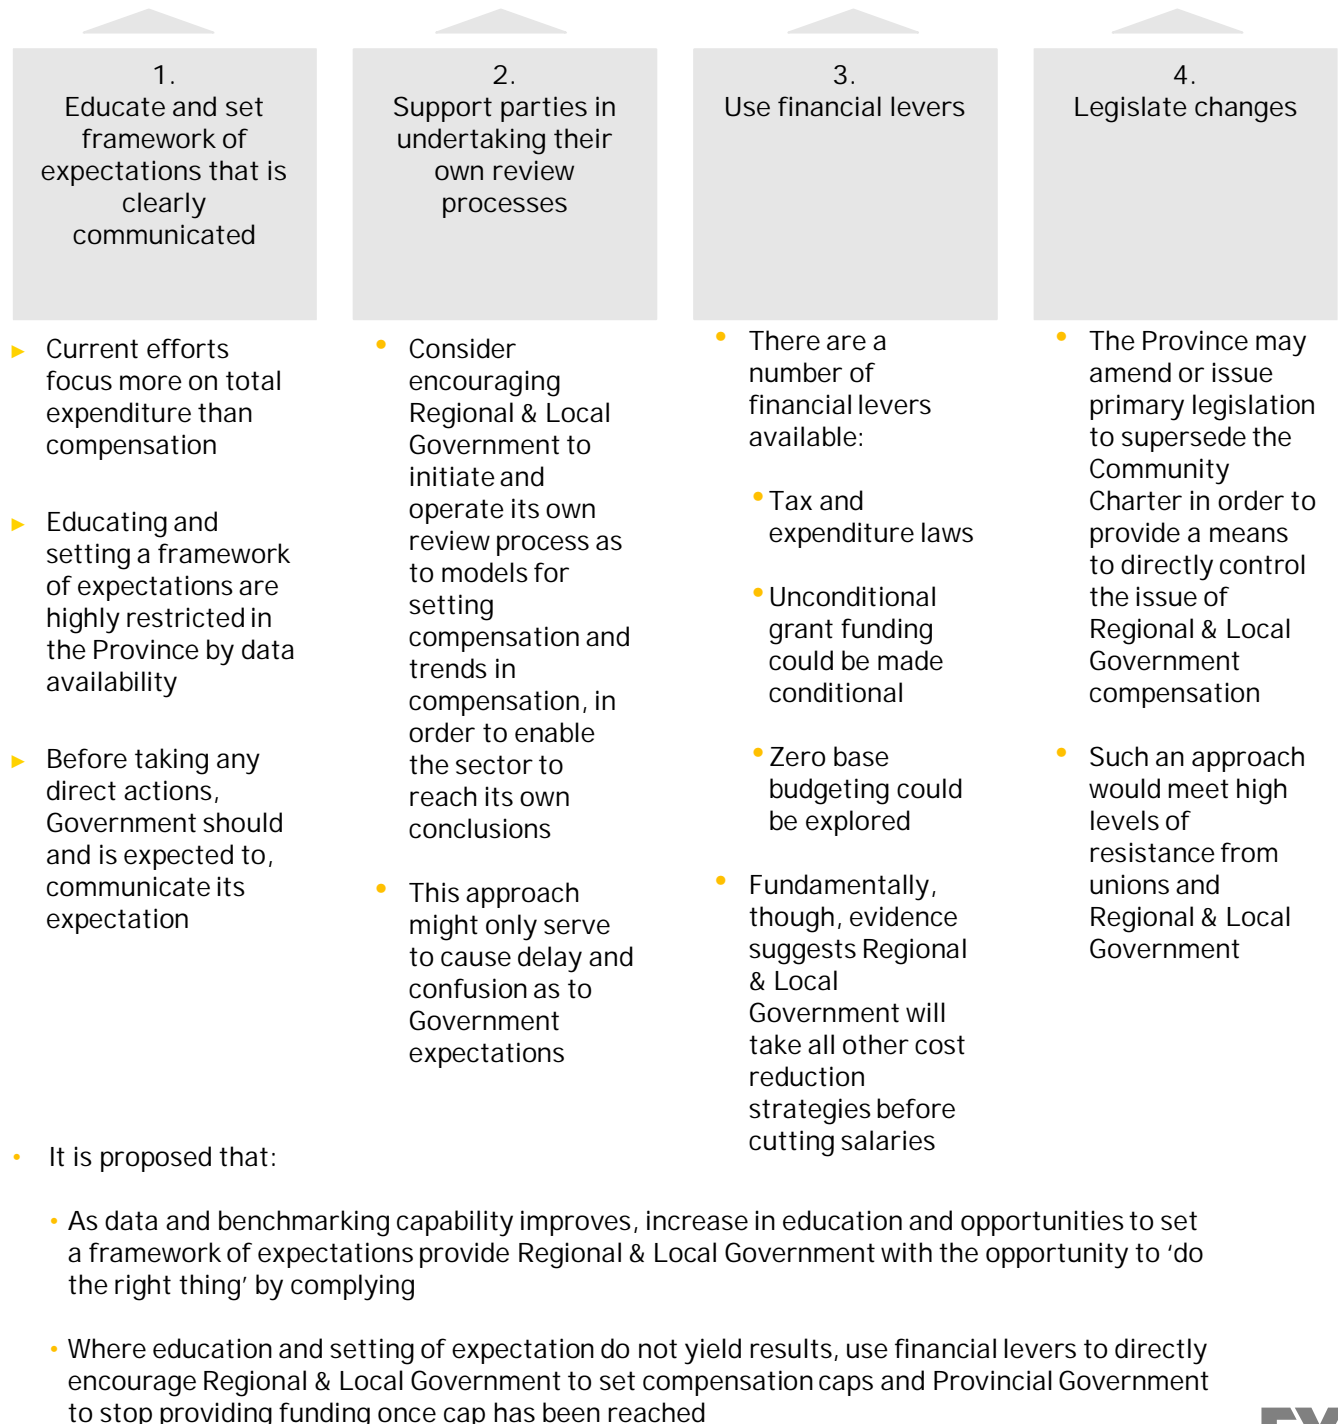 1.
Educate and set
framework of
expectations that is
clearly
communicated
► Current efforts
focus more on total
expenditure than
compensation
► Educating and
setting a framework
of expectations are
highly restricted in
the Province by data
availability
► Before taking any
direct actions,
Government should
and is expected to,
communicate its
expectation
2.
Support parties in
undertaking their
own review
processes
• Consider
encouraging
Regional & Local
Government to
initiate and
operate its own
review process as
to models for
setting
compensation and
trends in
compensation, in
order to enable
the sector to
reach its own
conclusions
• This approach
might only serve
to cause delay and
confusion as to
Government
expectations
3.
Use financial levers
• There are a
number of
financial levers
available:
• Tax and
expenditure laws
• Unconditional
grant funding
could be made
conditional
• Zero base
budgeting could
be explored
• Fundamentally,
though, evidence
suggests Regional
& Local
Government will
take all other cost
reduction
strategies before
cutting salaries
4.
Legislate changes
• The Province may
amend or issue
primary legislation
to supersede the
Community
Charter in order to
provide a means
to directly control
the issue of
Regional & Local
Government
compensation
• Such an approach
would meet high
levels of
resistance from
unions and
Regional & Local
Government
• It is proposed that:
• As data and benchmarking capability improves, increase in education and opportunities to set
a framework of expectations provide Regional & Local Government with the opportunity to ‘do
the right thing’ by complying
• Where education and setting of expectation do not yield results, use financial levers to directly
encourage Regional & Local Government to set compensation caps and Provincial Government
to stop providing funding once cap has been reached